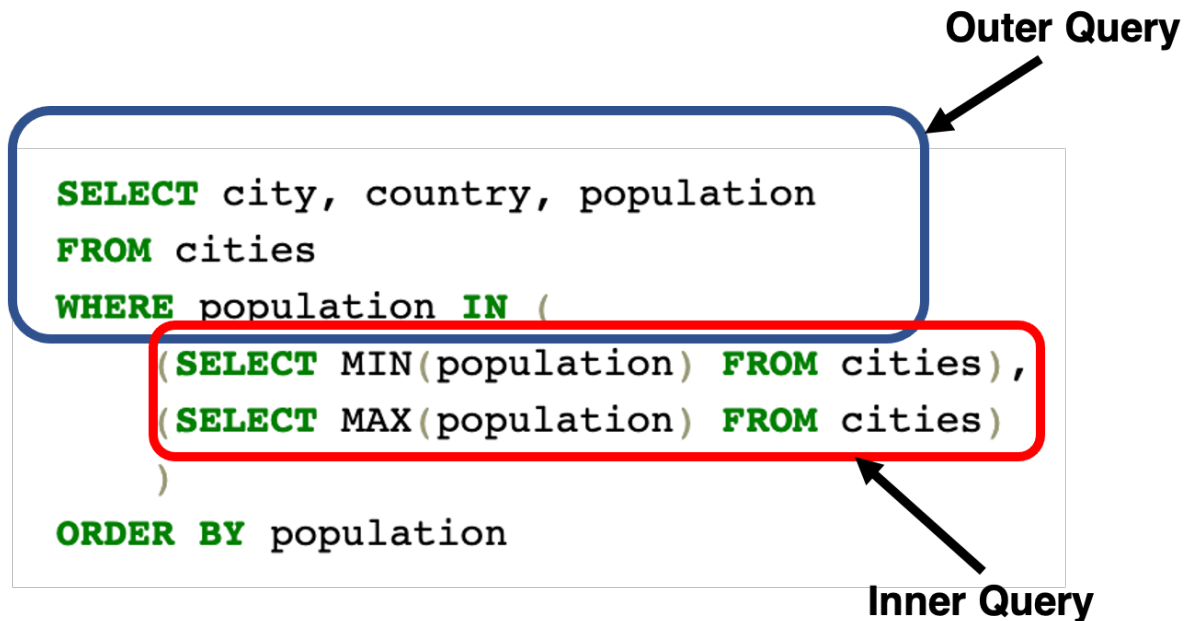 Outer Query
SELECT city, country, population
FROM cities
WHERE population IN (
(SELECT MIN(population) FROM cities),
(SELECT MAX(population) FROM cities)
)
ORDER BY population
Inner Query